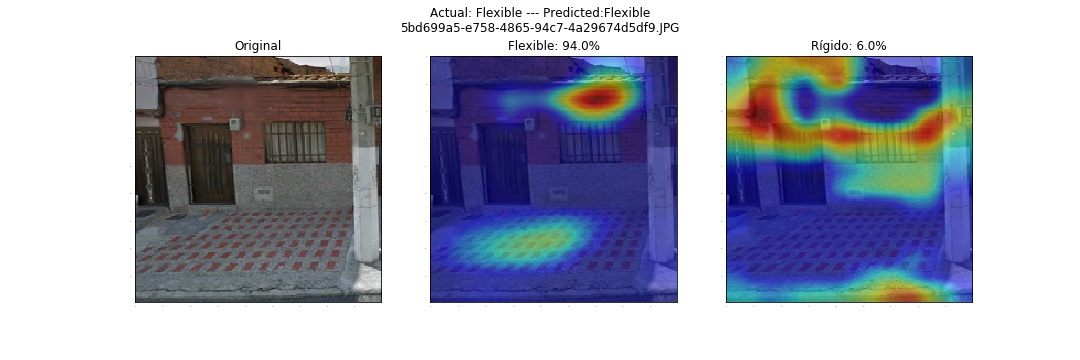 Actual: Flexible --- Predicted:Flexible
5bd699a5-e758-4865-94c7-4a29674d5df9.JPG
Original
Flexible: 94.0%
Rígido: 6.0%